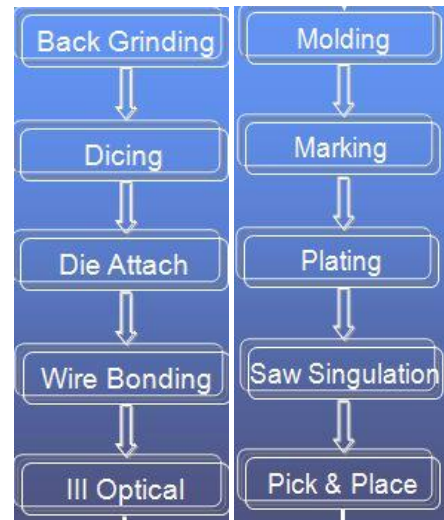 Back Grinding
Dicing
Die Attach
Wire Bonding
III Optical
Molding
Marking
Plating
Saw Singulation
Pick & Place